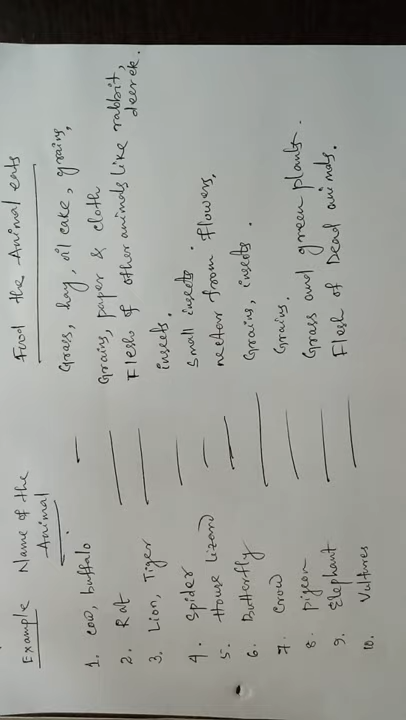 Example Name of the Animal Food the Animal eats
1. Cow, buffalo — Grass, hay, oil cake, grains,
2. Rat — Grains, paper & cloth
3. Lion, Tiger — Flesh of other animals like rabbit, deer etc.
4. Spider — insects.
5. House lizard — Small insects.
6. Butterfly — nectar from flowers,
7. Crow — Grains, insects.
8. pigeon — Grains.
9. Elephant — Grass and green plants.
10. Vultures — Flesh of Dead animals.